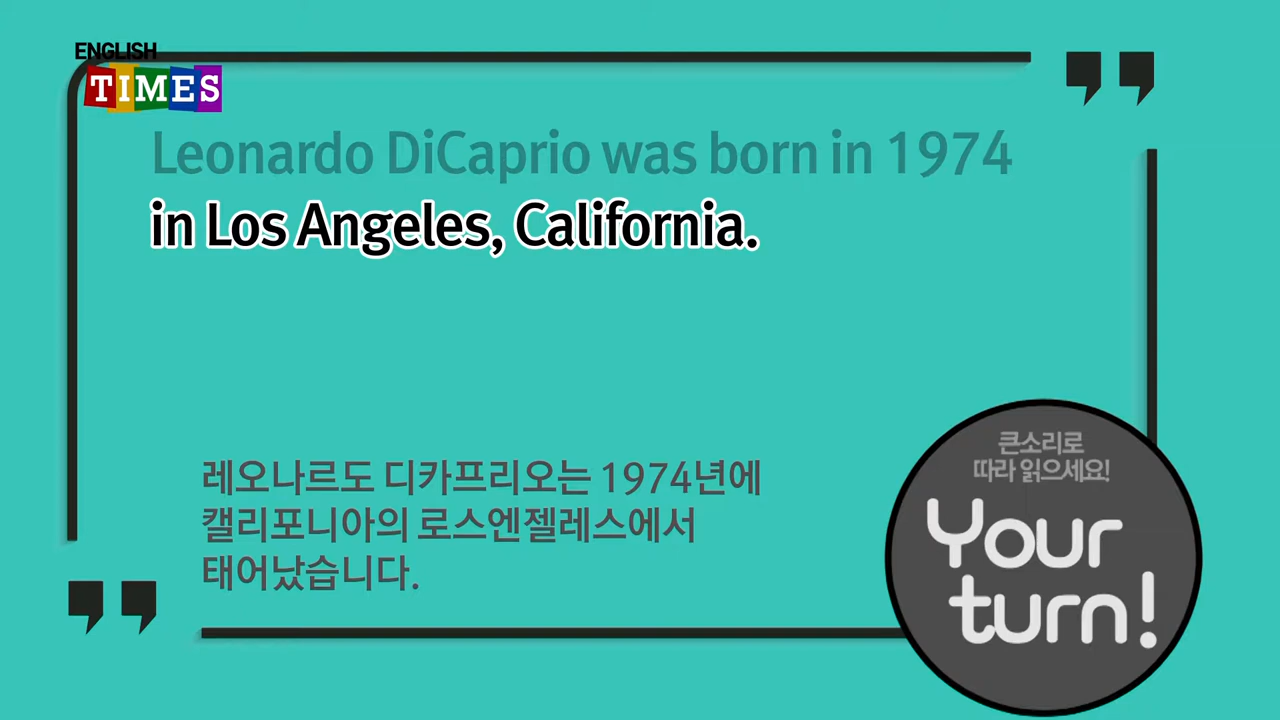 ENGLISH
TIMES
Leonardo DiCaprio was born in 1974
in Los Angeles, California.
레오나르도 디카프리오는 1974년에
캘리포니아의 로스엔젤레스에서
태어났습니다.
큰소리로
따라 읽으세요!
Your
turn!